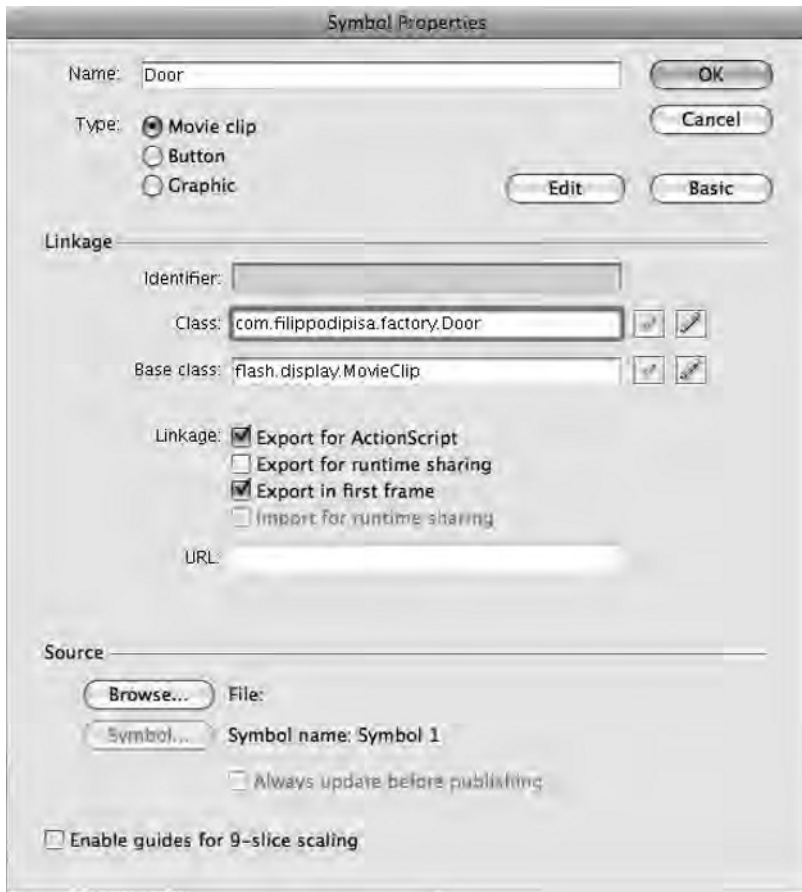 Symbol Properties
Name: Door
OK
Type: Movie clip
Cancel
Button
Graphic
Edit
Basic
Linkage
Identifier:
Class: com.filippodipisa.factory.Door
Base class: flash.display.MovieClip
Linkage: Export for ActionScript
Export for runtime sharing
Export in first frame
Import for runtime sharing
URL:
Source
Browse... File:
Symbol... Symbol name: Symbol 1
Always update before publishing
Enable guides for 9-slice scaling